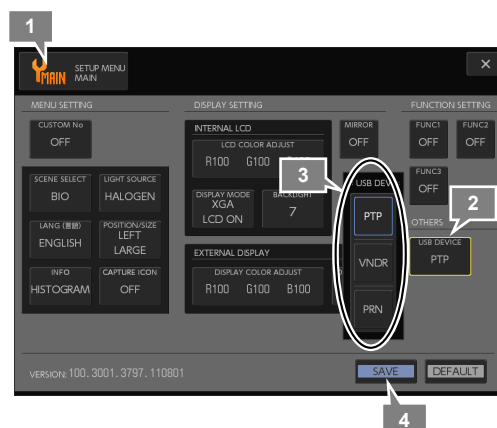 1
MAIN
SETUP MENU
MAIN
MENU SETTING
CUSTOM No
OFF
SCENE SELECT
BIO
LIGHT SOURCE
HALOGEN
LANG (言語)
ENGLISH
POSITION/SIZE
LEFT
LARGE
INFO
HISTOGRAM
CAPTURE ICON
OFF
DISPLAY SETTING
INTERNAL LCD
LCD COLOR ADJUST
R100 G100
DISPLAY MODE
XGA
LCD ON
BACKLIGHT
7
EXTERNAL DISPLAY
DISPLAY COLOR ADJUST
R100 G100 B100
MIRROR
OFF
3
USB DEVI
PTP
VNDR
PRN
FUNCTION SETTING
FUNC1
OFF
FUNC2
OFF
FUNC3
OFF
2
OTHERS
USB DEVICE
PTP
VERSION: 100. 3001. 3797. 110801
SAVE
DEFAULT
4